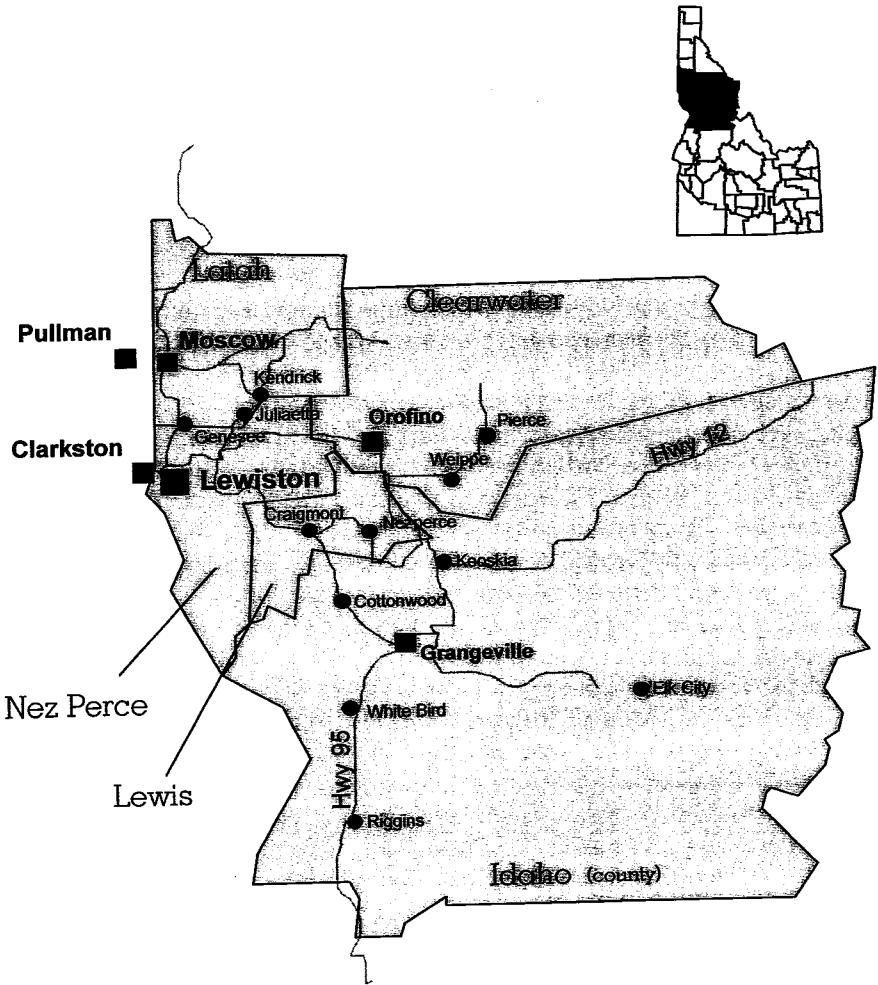 Latah
Clearwater
Pullman
Moscow
Kendrick
Juliaetta
Orofino
Pierce
Genesee
Clarkston
Hwy 12
Weippe
Lewiston
Craigmont
Nezperce
Kooskia
Cottonwood
Grangeville
Elk City
Nez Perce
White Bird
Hwy 95
Lewis
Riggins
Idaho (county)